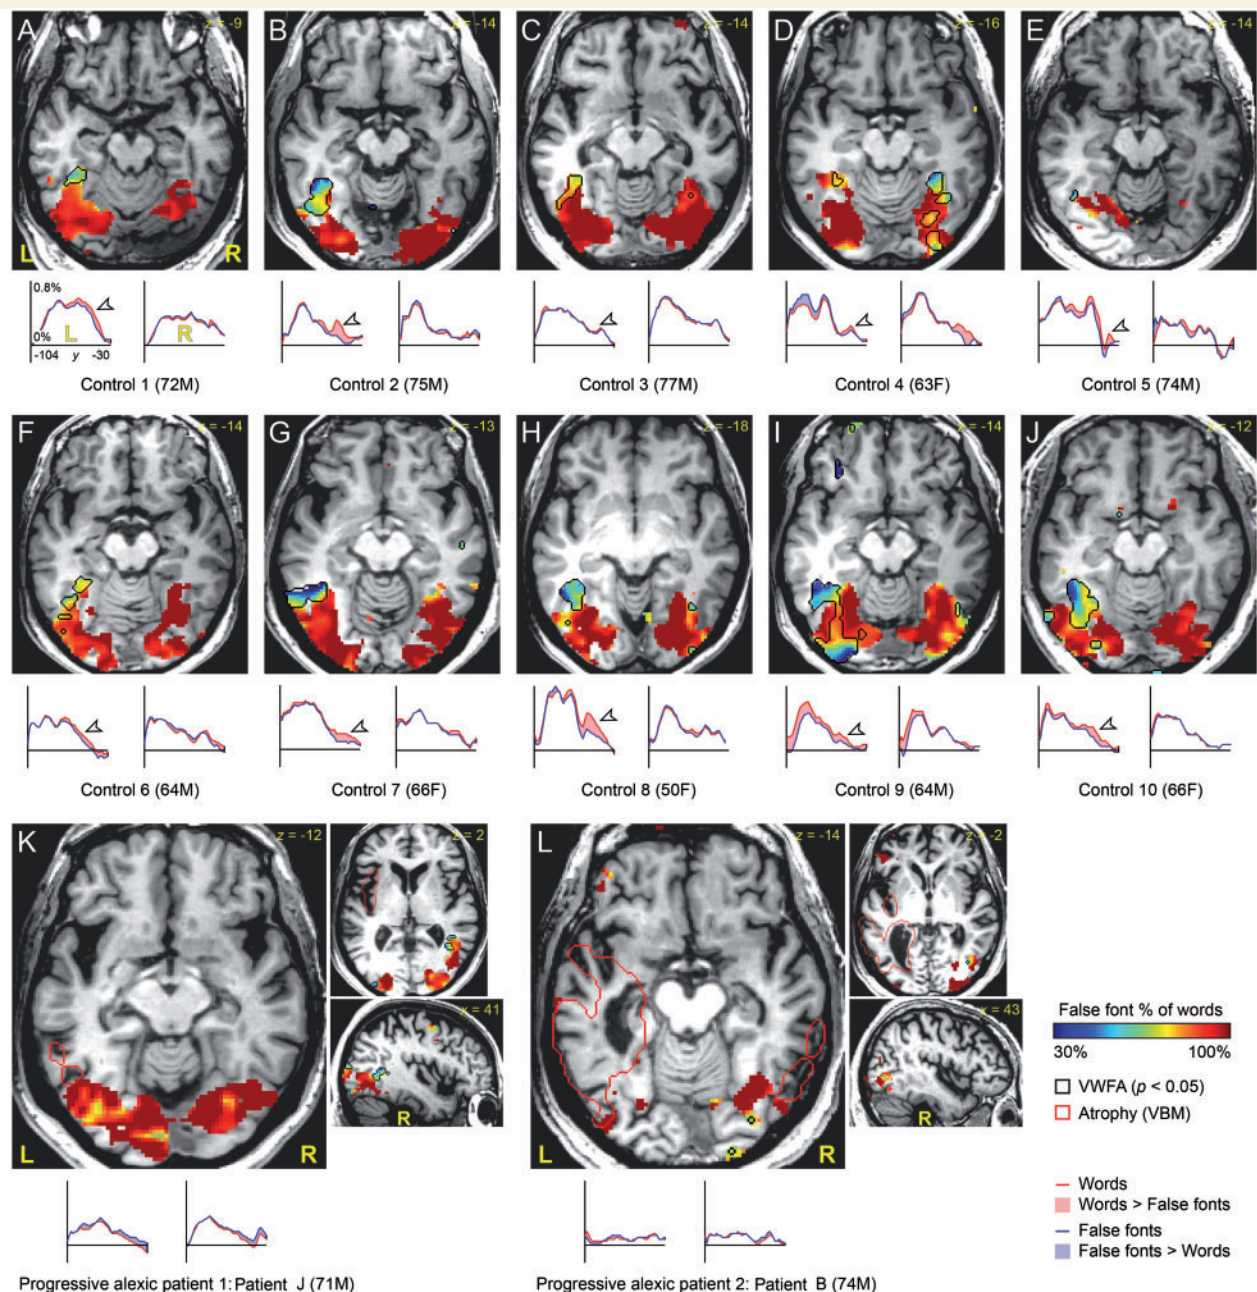 A z = -9 B z = -14 C z = -14 D z = -16 E z = -14
L R
0.8% 0% L -104 y -30 R
Control 1 (72M) Control 2 (75M) Control 3 (77M) Control 4 (63F) Control 5 (74M)
F z = -14 G z = -13 H z = -18 I z = -14 J z = -12
Control 6 (64M) Control 7 (66F) Control 8 (50F) Control 9 (64M) Control 10 (66F)
K z = -12 z = 2 L z = -14 z = -2
x = 41 x = 43
L R R L R R
False font % of words
30% 100%
VWFA (p < 0.05)
Atrophy (VBM)
Words
Words > False fonts
False fonts
False fonts > Words
Progressive alexic patient 1: Patient J (71M) Progressive alexic patient 2: Patient B (74M)